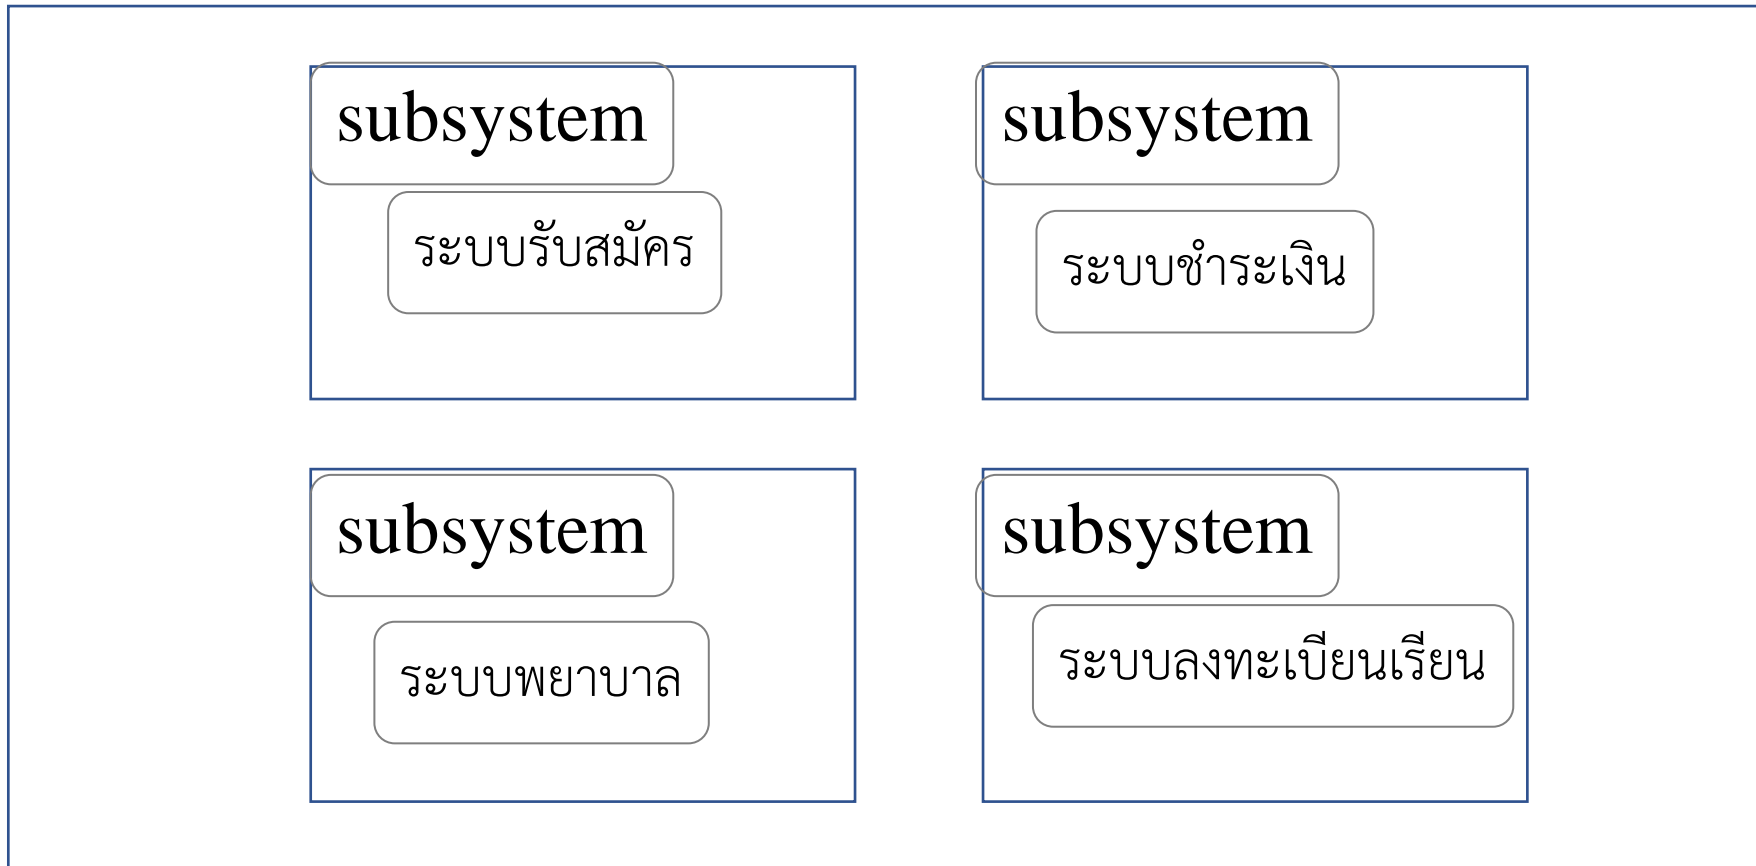 subsystem
ระบบรับสมัคร
subsystem
ระบบชำระเงิน
subsystem
ระบบพยาบาล
subsystem
ระบบลงทะเบียนเรียน